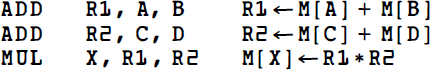 ADD R1, A, B R1 ← M[A] + M[B]
ADD R2, C, D R2 ← M[C] + M[D]
MUL X, R1, R2 M[X] ← R1 * R2